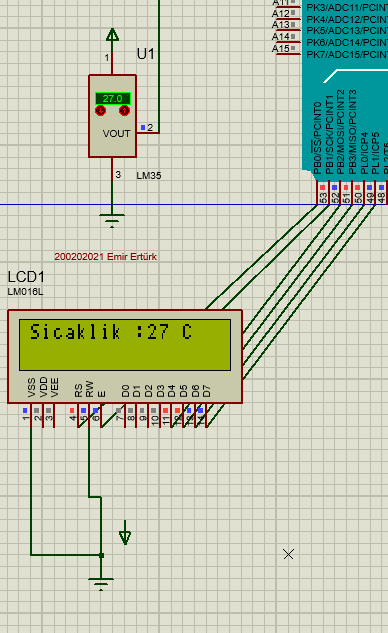 A11
PK3/ADC11/PCINT
A12
PK4/ADC12/PCINT
A13
PK5/ADC13/PCINT
A14
PK6/ADC14/PCINT
A15
PK7/ADC15/PCINT
U1
1
27.0
VOUT
2
3
LM35
PB0/SS/PCINT0
PB1/SCK/PCINT1
PB2/MOSI/PCINT2
PB3/MISO/PCINT3
PL0/ICP4
PL1/ICP5
53
52
51
50
49
48
200202021 Emir Ertürk
LCD1
LM016L
Sicaklik :27 C
VSS
VDD
VEE
RS
RW
E
D0
D1
D2
D3
D4
D5
D6
D7
1
2
3
4
5
6
7
8
9
10
11
12
13
14